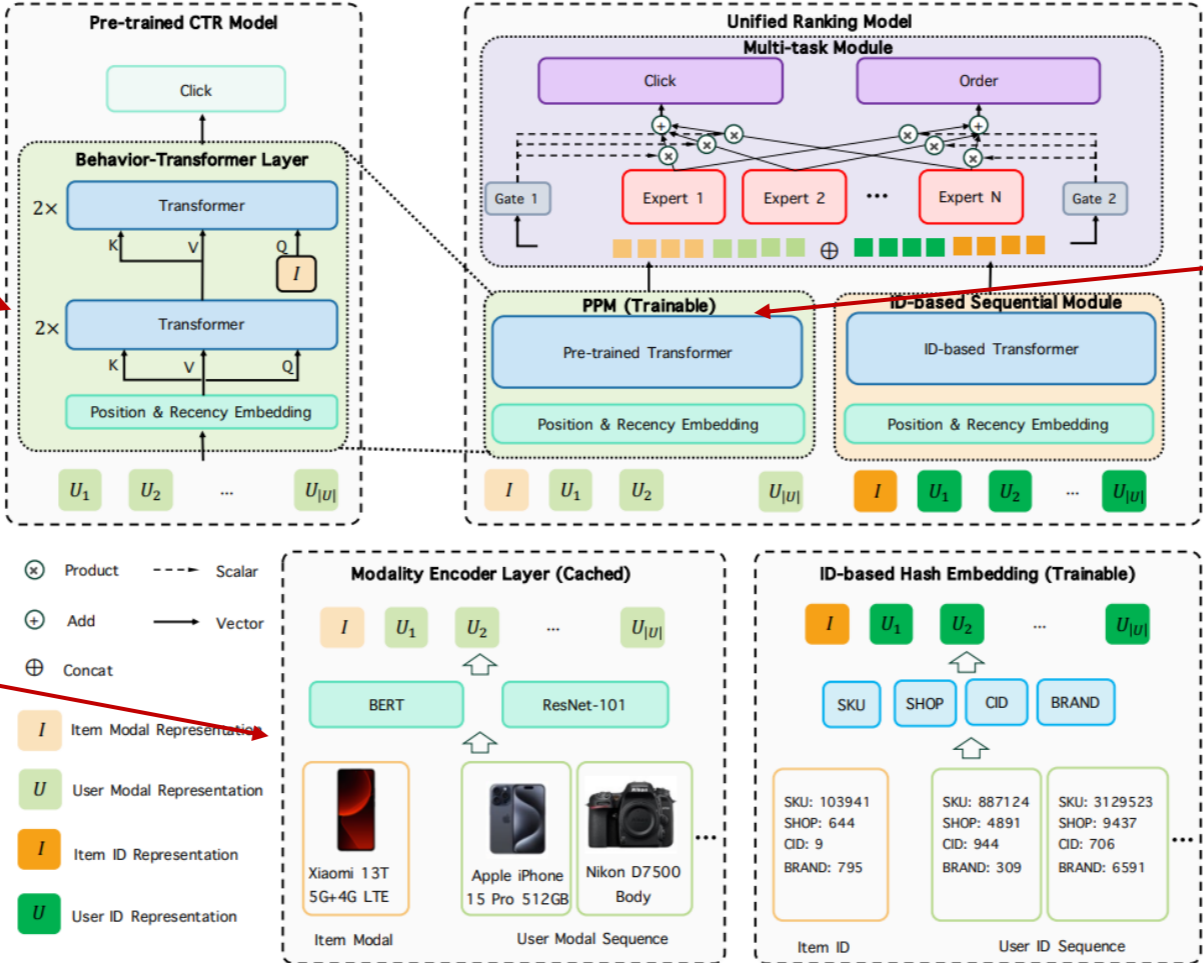 Pre-trained CTR Model
Click
Behavior-Transformer Layer
2×
Transformer
K
V
Q
I
2×
Transformer
K
V
Q
Position & Recency Embedding
U1
U2
...
U|U|
Unified Ranking Model
Multi-task Module
Click
Order
Gate 1
Expert 1
Expert 2
...
Expert N
Gate 2
PPM (Trainable)
Pre-trained Transformer
Position & Recency Embedding
I
U1
U2
U|U|
ID-based Sequential Module
ID-based Transformer
Position & Recency Embedding
I
U1
U2
...
U|U|
Product
Scalar
Add
Vector
Concat
I
Item Modal Representation
U
User Modal Representation
I
Item ID Representation
U
User ID Representation
Modality Encoder Layer (Cached)
I
U1
U2
...
U|U|
BERT
ResNet-101
Xiaomi 13T
5G+4G LTE
Apple iPhone
15 Pro 512GB
Nikon D7500
Body
...
Item Modal
User Modal Sequence
ID-based Hash Embedding (Trainable)
I
U1
U2
...
U|U|
SKU
SHOP
CID
BRAND
SKU: 103941
SHOP: 644
CID: 9
BRAND: 795
SKU: 887124
SHOP: 4891
CID: 944
BRAND: 309
SKU: 3129523
SHOP: 9437
CID: 706
BRAND: 6591
...
Item ID
User ID Sequence